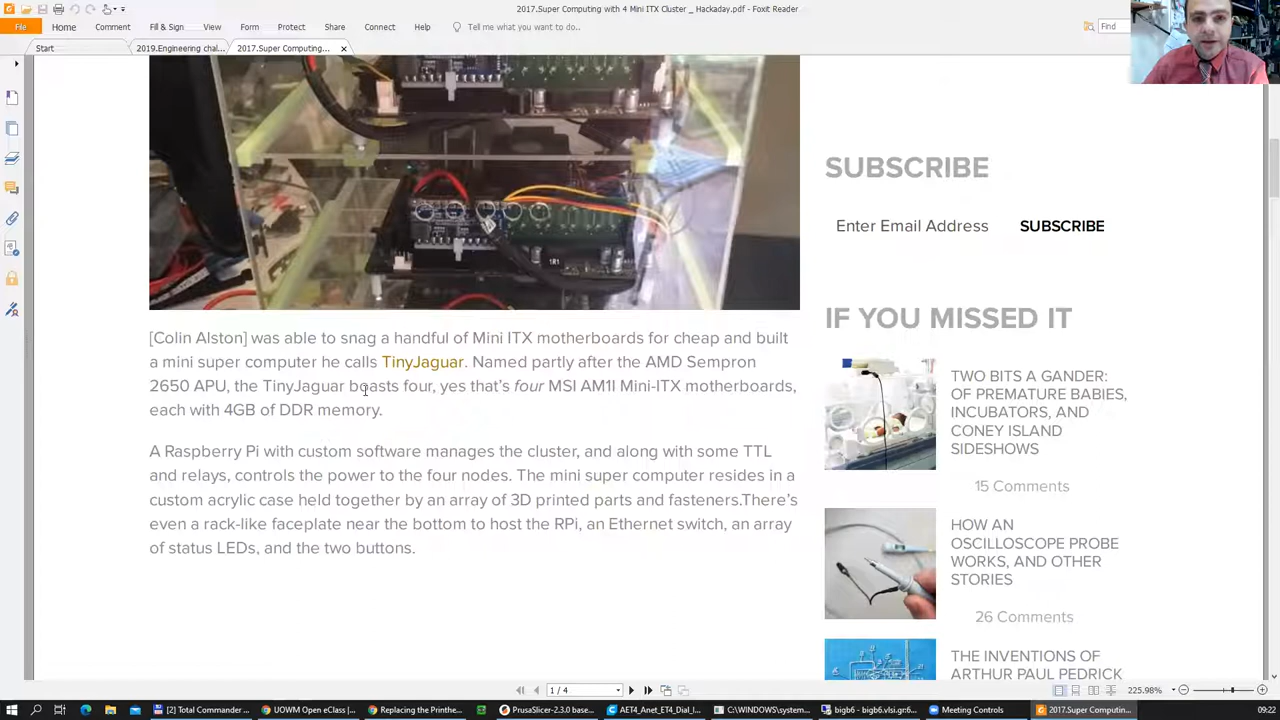 2017.Super Computing with 4 Mini ITX Cluster _ Hackaday.pdf - Foxit Reader
File Home Comment Fill & Sign View Form Protect Share Connect Help Tell me what you want to do.. Find
Start 2019.Engineering chal... 2017.Super Computing...
SUBSCRIBE
Enter Email Address SUBSCRIBE
[Colin Alston] was able to snag a handful of Mini ITX motherboards for cheap and built
a mini super computer he calls TinyJaguar. Named partly after the AMD Sempron
2650 APU, the TinyJaguar boasts four, yes that's four MSI AM1I Mini-ITX motherboards,
each with 4GB of DDR memory.
A Raspberry Pi with custom software manages the cluster, and along with some TTL
and relays, controls the power to the four nodes. The mini super computer resides in a
custom acrylic case held together by an array of 3D printed parts and fasteners.There's
even a rack-like faceplate near the bottom to host the RPi, an Ethernet switch, an array
of status LEDs, and the two buttons.
IF YOU MISSED IT
TWO BITS A GANDER:
OF PREMATURE BABIES,
INCUBATORS, AND
CONEY ISLAND
SIDESHOWS
15 Comments
HOW AN
OSCILLOSCOPE PROBE
WORKS, AND OTHER
STORIES
26 Comments
THE INVENTIONS OF
ARTHUR PAUL PEDRICK
1 / 4 225.98%
[2] Total Commander ... UOWM Open eClass |... Replacing the Printhe... PrusaSlicer-2.3.0 base... AET4_Anet_ET4_Dial_I... C:\WINDOWS\system... bigb6 - bigb6.vlsi.gr:6... Meeting Controls 2017.Super Computi... 09:22